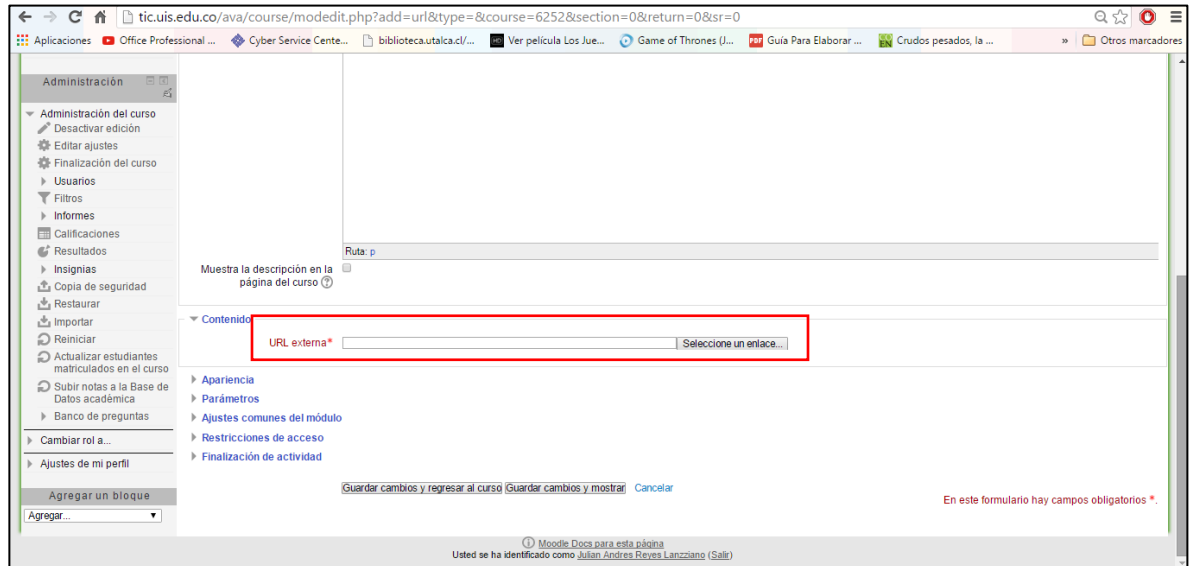 tic.uis.edu.co/ava/course/modedit.php?add=url&type=&course=6252&section=0&return=0&sr=0
Aplicaciones Office Professional ... Cyber Service Cente... biblioteca.utalca.cl/... Ver película Los Jue... Game of Thrones (J... Guía Para Elaborar ... Crudos pesados, la ... » Otros marcadores
Administración
Administración del curso
Desactivar edición
Editar ajustes
Finalización del curso
Usuarios
Filtros
Informes
Calificaciones
Resultados
Insignias
Copia de seguridad
Restaurar
Importar
Reiniciar
Actualizar estudiantes
matriculados en el curso
Subir notas a la Base de
Datos académica
Banco de preguntas
Cambiar rol a...
Ajustes de mi perfil
Agregar un bloque
Agregar...
Ruta: p
Muestra la descripción en la
página del curso
Contenido
URL externa* Seleccione un enlace...
Apariencia
Parámetros
Ajustes comunes del módulo
Restricciones de acceso
Finalización de actividad
Guardar cambios y regresar al curso Guardar cambios y mostrar Cancelar
En este formulario hay campos obligatorios *.
Moodle Docs para esta página
Usted se ha identificado como Julian Andres Reyes Lanzziano (Salir)